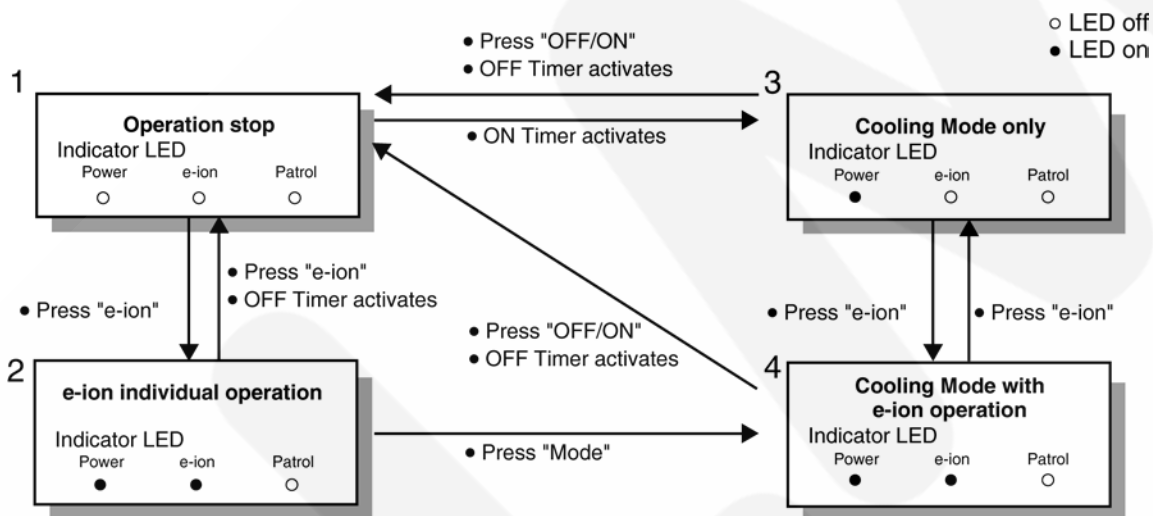 ○ LED off
● LED on
● Press "OFF/ON"
● OFF Timer activates
● ON Timer activates
1
Operation stop
Indicator LED
Power e-ion Patrol
3
Cooling Mode only
Indicator LED
Power e-ion Patrol
● Press "e-ion"
● Press "e-ion"
● OFF Timer activates
● Press "OFF/ON"
● OFF Timer activates
● Press "e-ion"
● Press "e-ion"
2
e-ion individual operation
Indicator LED
Power e-ion Patrol
● Press "Mode"
4
Cooling Mode with
e-ion operation
Indicator LED
Power e-ion Patrol